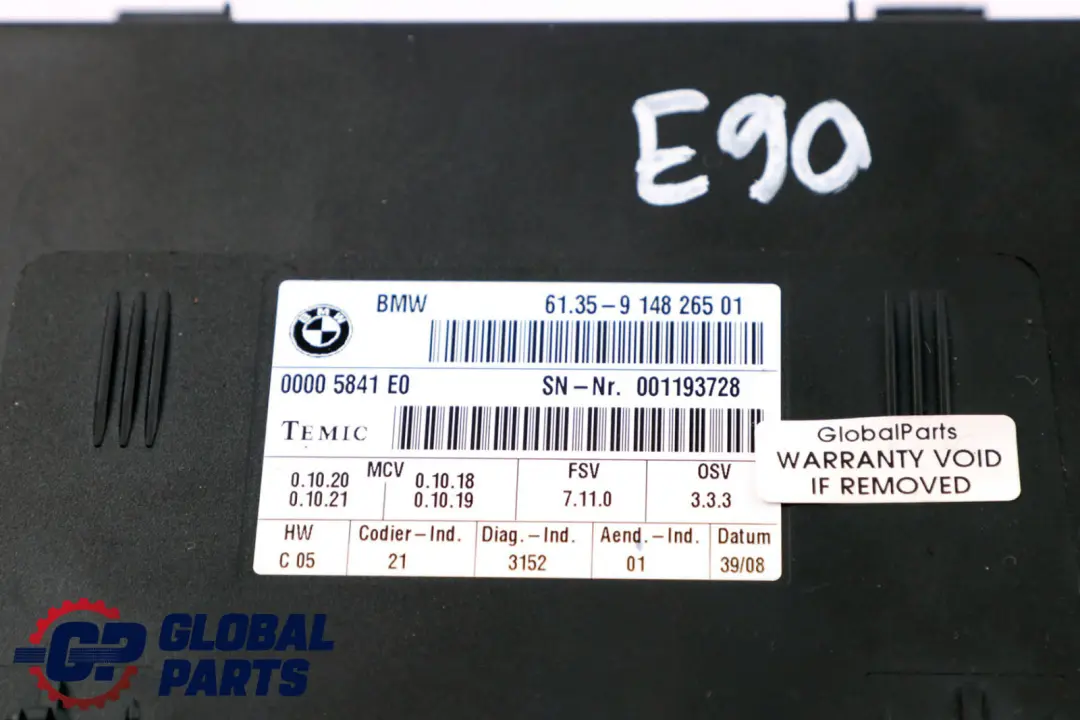 E90
BMW 61.35-9 148 265 01
BMW
0000 5841 E0 SN-Nr. 001193728
TEMIC
GlobalParts
WARRANTY VOID
IF REMOVED
MCV FSV OSV
0.10.20 0.10.18
0.10.21 0.10.19 7.11.0 3.3.3
HW Codier-Ind. Diag.-Ind. Aend.-Ind. Datum
C 05 21 3152 01 39/08
GP GLOBAL
PARTS